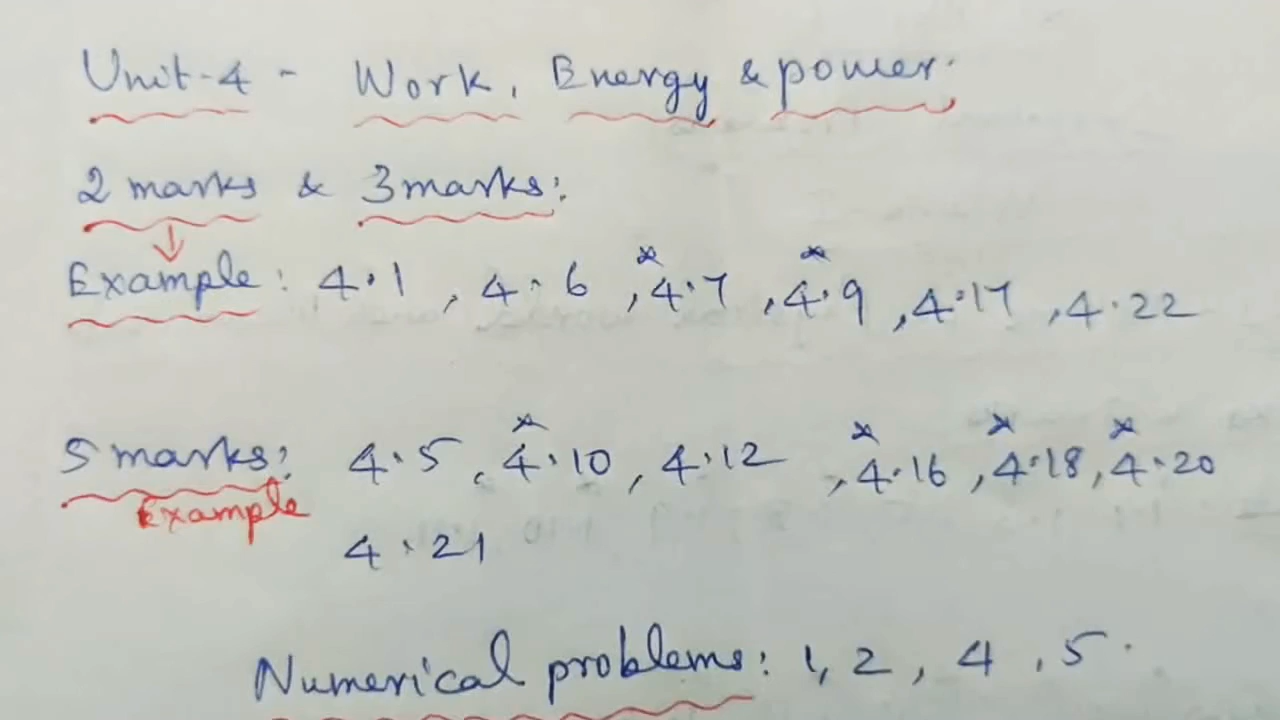 Unit-4 - Work, Energy & power.
2 marks & 3 marks:
Example: 4.1, 4.6, *4.7, *4.9, 4.17, 4.22
5 marks: 4.5, *4.10, 4.12, *4.16, *4.18, *4.20
Example
4.21
Numerical problems: 1, 2, 4, 5.